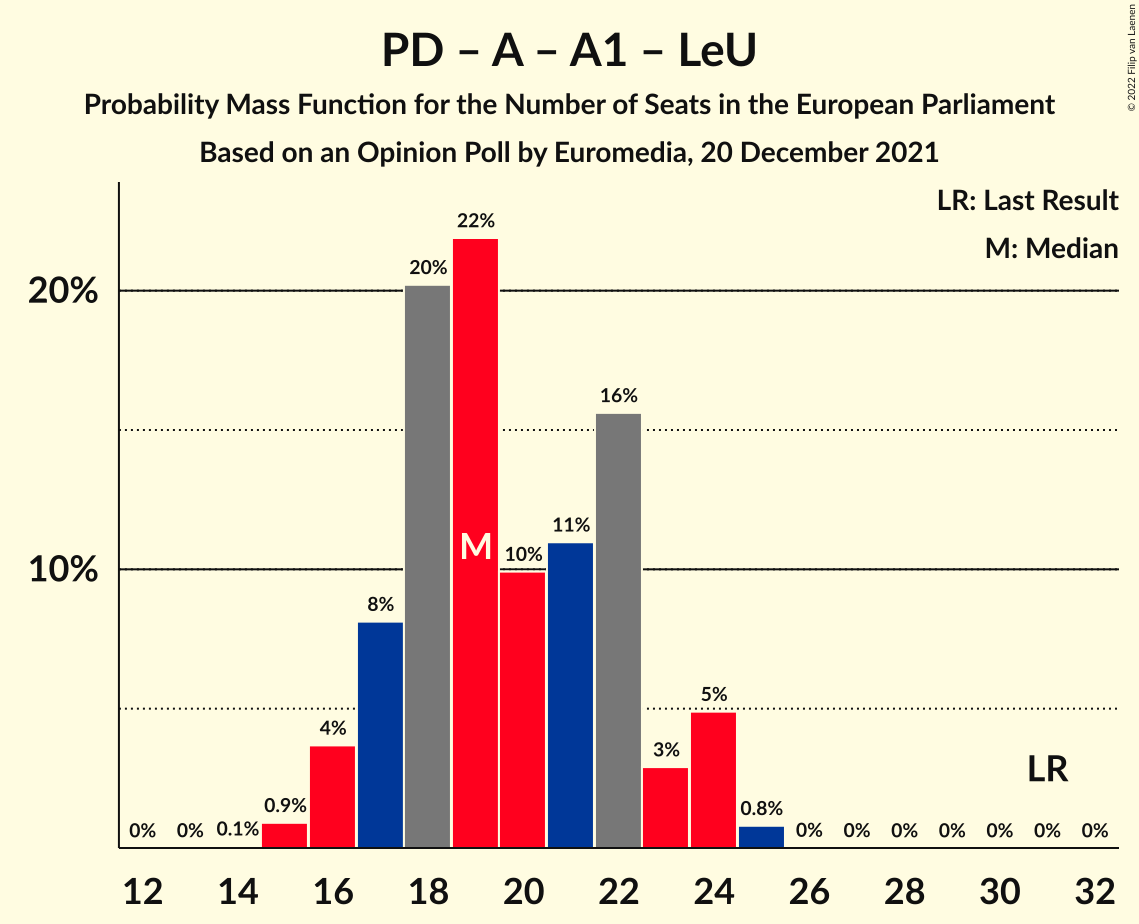 PD – A – A1 – LeU
Probability Mass Function for the Number of Seats in the European Parliament
Based on an Opinion Poll by Euromedia, 20 December 2021
© 2022 Filip van Laenen
LR: Last Result
M: Median
20%
10%
0%
0%
0.1%
0.9%
4%
8%
20%
22%
M
10%
11%
16%
3%
5%
0.8%
0%
0%
0%
0%
0%
0%
0%
LR
12 14 16 18 20 22 24 26 28 30 32